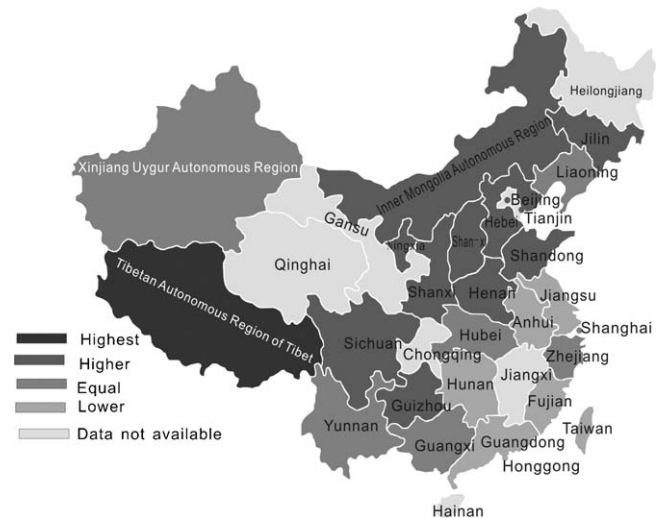 Heilongjiang
Jilin
Inner Mongolia Autonomous Region
Xinjiang Uygur Autonomous Region
Liaoning
Beijing
Tianjin
Hebei
Gansu
Ningxia
Shan-xi
Shandong
Qinghai
Tibetan Autonomous Region of Tibet
Shanxi
Henan
Jiangsu
Anhui
Shanghai
Highest
Higher
Equal
Lower
Data not available
Sichuan
Hubei
Chongqing
Zhejiang
Hunan
Jiangxi
Guizhou
Fujian
Yunnan
Guangxi
Guangdong
Taiwan
Honggong
Hainan